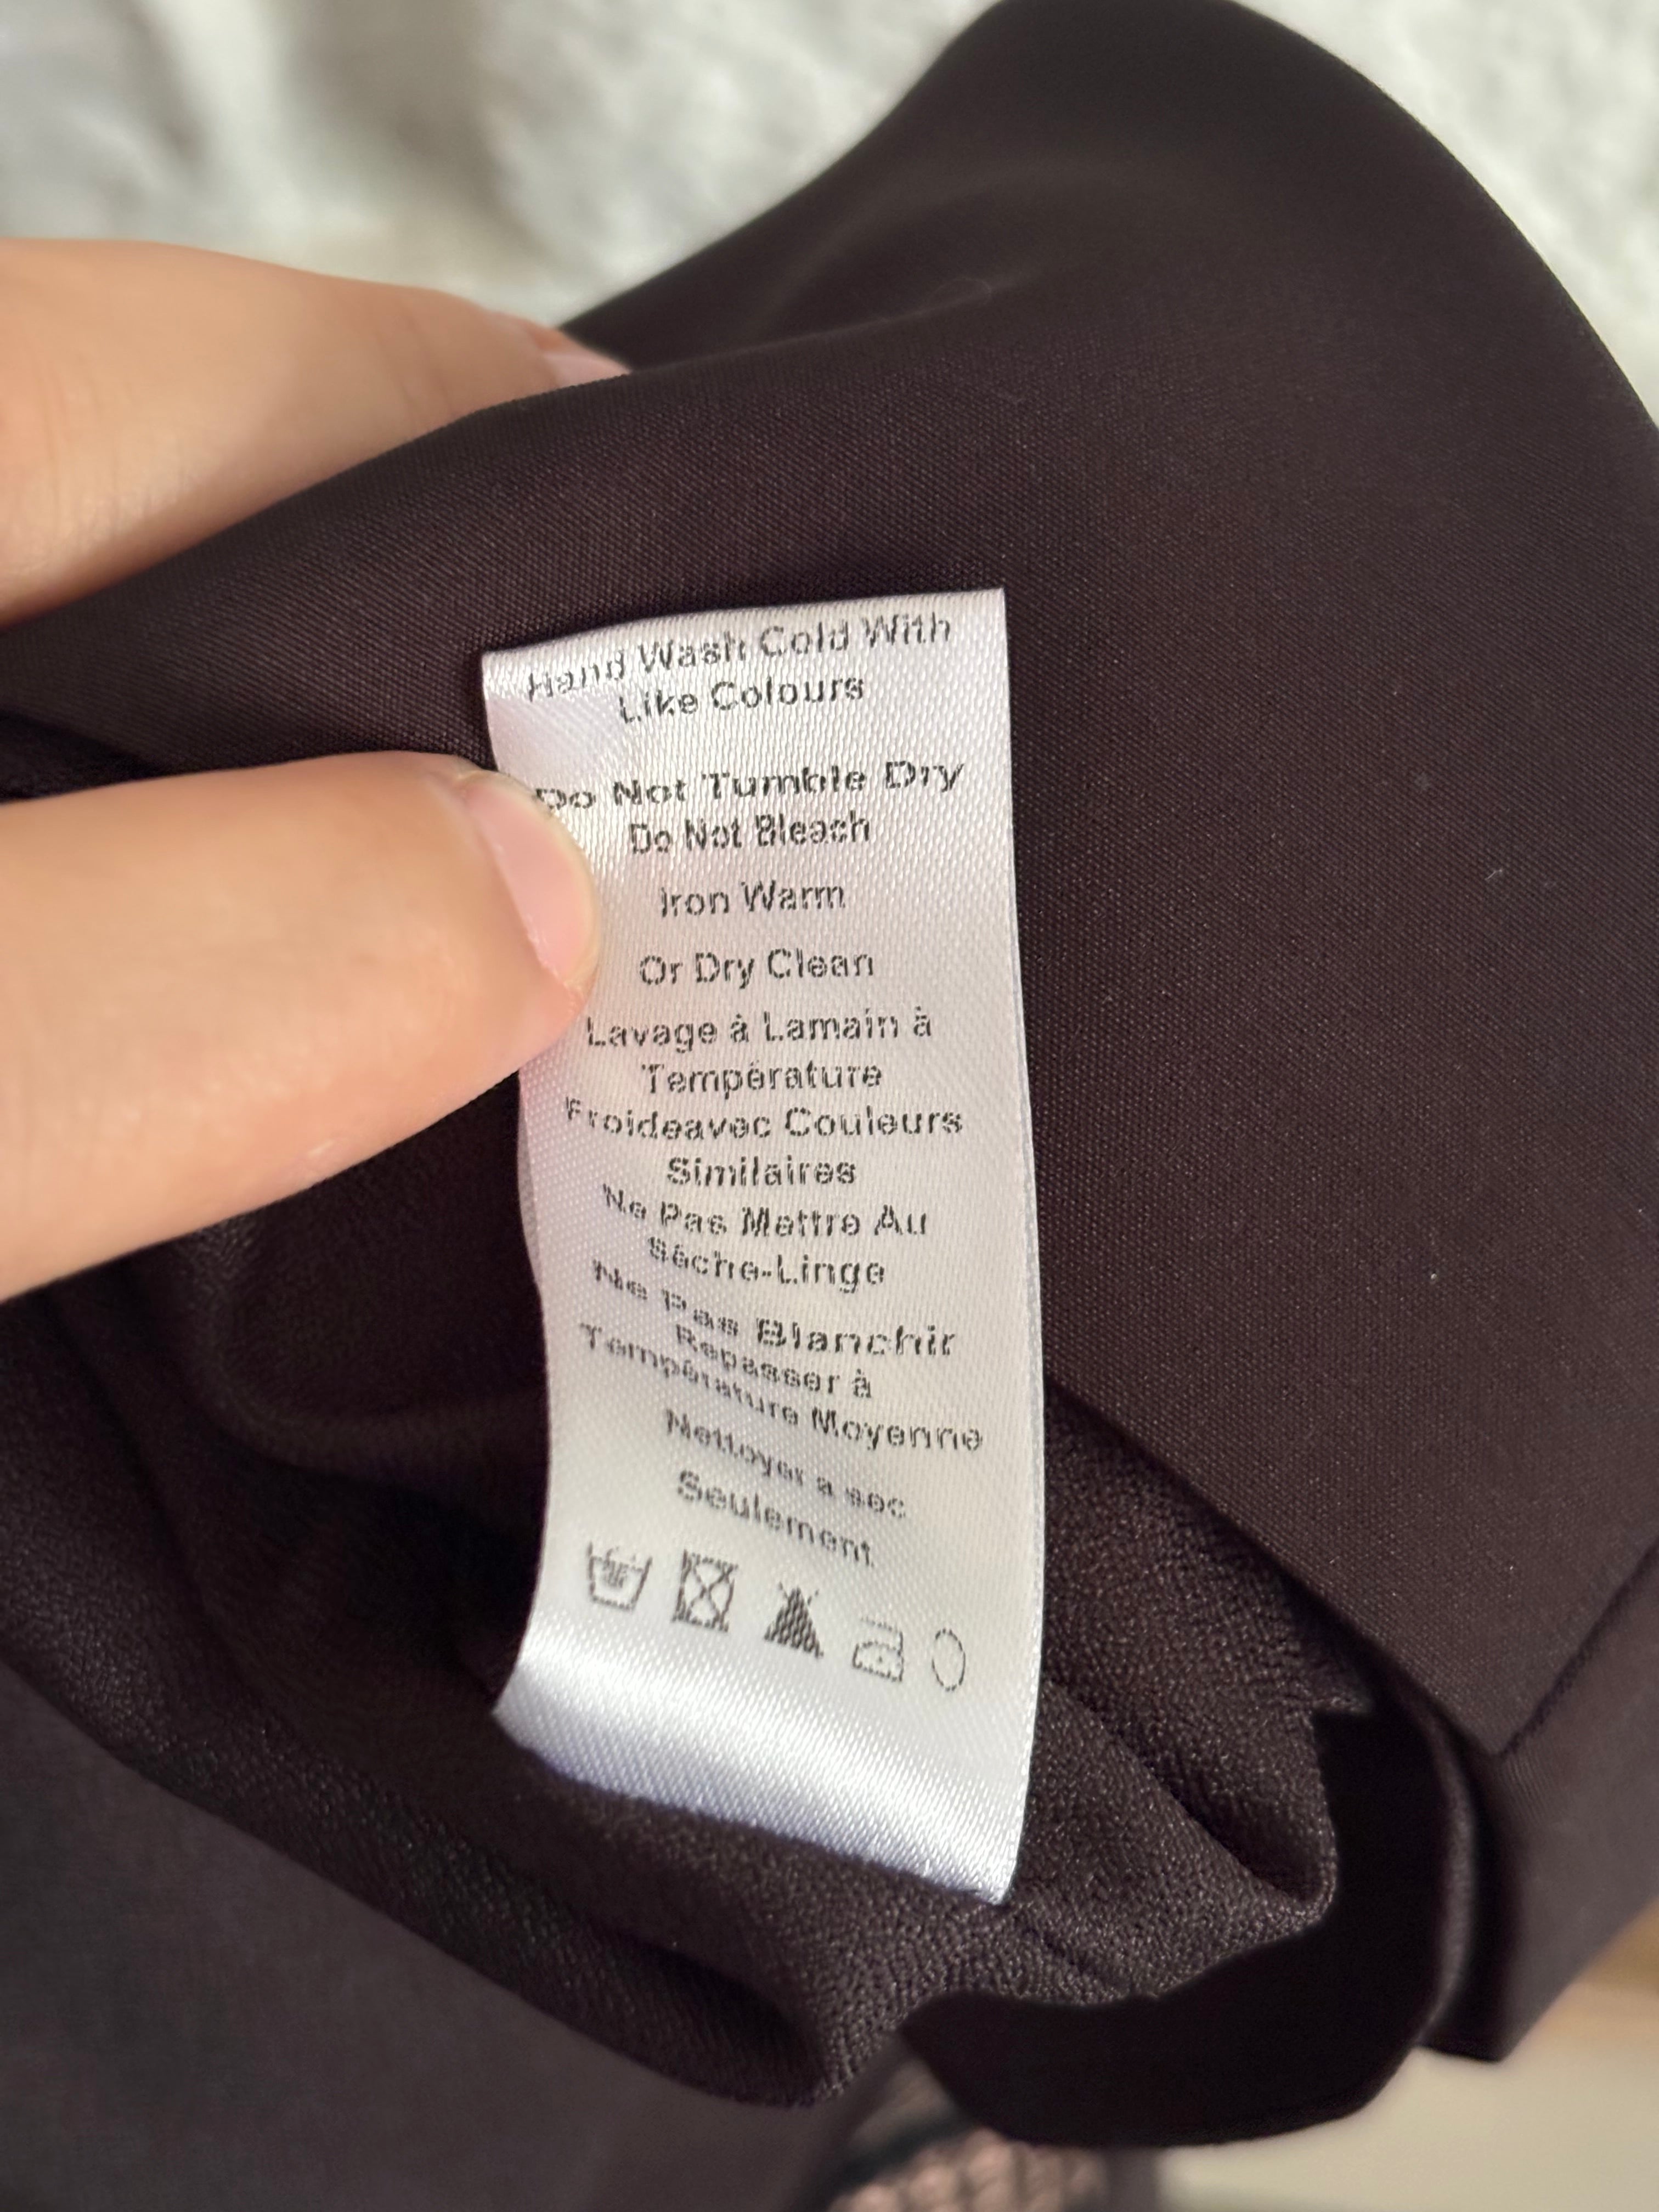 Hand Wash Cold With
Like Colours
Do Not Tumble Dry
Do Not Bleach
Iron Warm
Or Dry Clean
Lavage à Lamain à
Température
Froideavec Couleurs
Similaires
Ne Pas Mettre Au
Sèche-Linge
Ne Pas Blanchir
Repasser à
Température Moyenne
Nettoyer a sec
Seulement